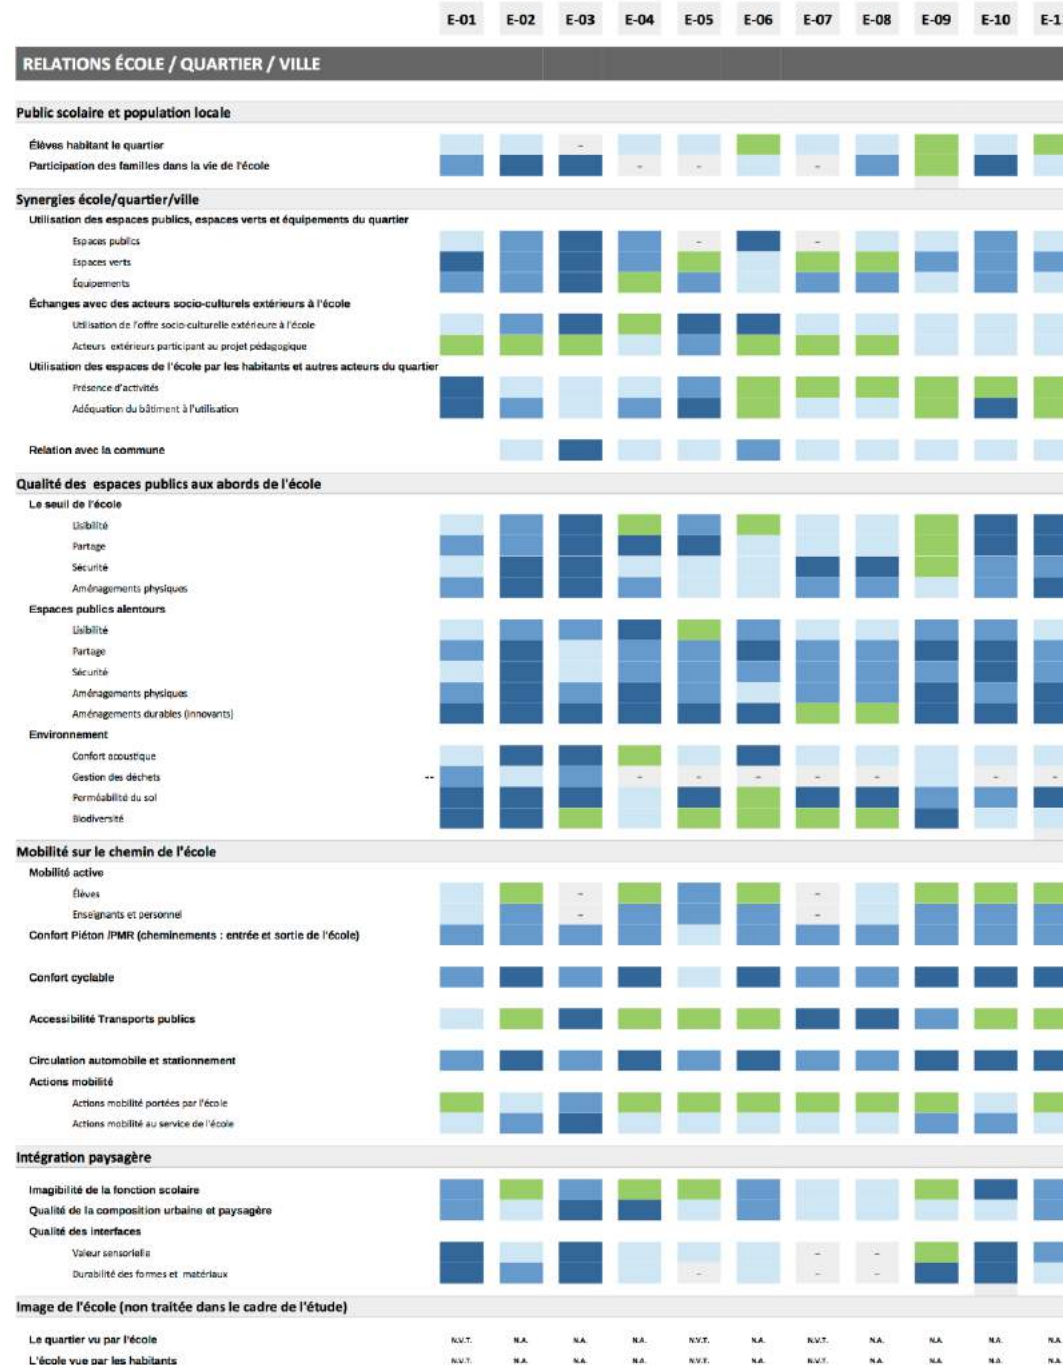 E-01 E-02 E-03 E-04 E-05 E-06 E-07 E-08 E-09 E-10 E-1
RELATIONS ÉCOLE / QUARTIER / VILLE
Public scolaire et population locale
Élèves habitant le quartier -
Participation des familles dans la vie de l'école - - -
Synergies école/quartier/ville
Utilisation des espaces publics, espaces verts et équipements du quartier
Espaces publics - -
Espaces verts
Équipements
Échanges avec des acteurs socio-culturels extérieurs à l'école
Utilisation de l'offre socio-culturelle extérieure à l'école
Acteurs extérieurs participant au projet pédagogique
Utilisation des espaces de l'école par les habitants et autres acteurs du quartier
Présence d'activités
Adéquation du bâtiment à l'utilisation
Relation avec la commune
Qualité des espaces publics aux abords de l'école
Le seuil de l'école
Lisibilité
Partage
Sécurité
Aménagements physiques
Espaces publics alentours
Lisibilité
Partage
Sécurité
Aménagements physiques
Aménagements durables (innovants)
Environnement
Confort acoustique
Gestion des déchets -- - - - - - - -
Perméabilité du sol
Biodiversité
Mobilité sur le chemin de l'école
Mobilité active
Élèves - -
Enseignants et personnel - -
Confort Piéton /PMR (cheminements : entrée et sortie de l'école)
Confort cyclable
Accessibilité Transports publics
Circulation automobile et stationnement
Actions mobilité
Actions mobilité portées par l'école
Actions mobilité au service de l'école
Intégration paysagère
Imagibilité de la fonction scolaire
Qualité de la composition urbaine et paysagère
Qualité des interfaces
Valeur sensorielle - -
Durabilité des formes et matériaux - - -
Image de l'école (non traitée dans le cadre de l'étude)
Le quartier vu par l'école N.V.T. N.A. N.A. N.A. N.V.T. N.A. N.V.T. N.A. N.A. N.A. N.A.
L'école vue par les habitants N.V.T. N.A. N.A. N.A. N.V.T. N.A. N.V.T. N.A. N.A. N.A. N.A.